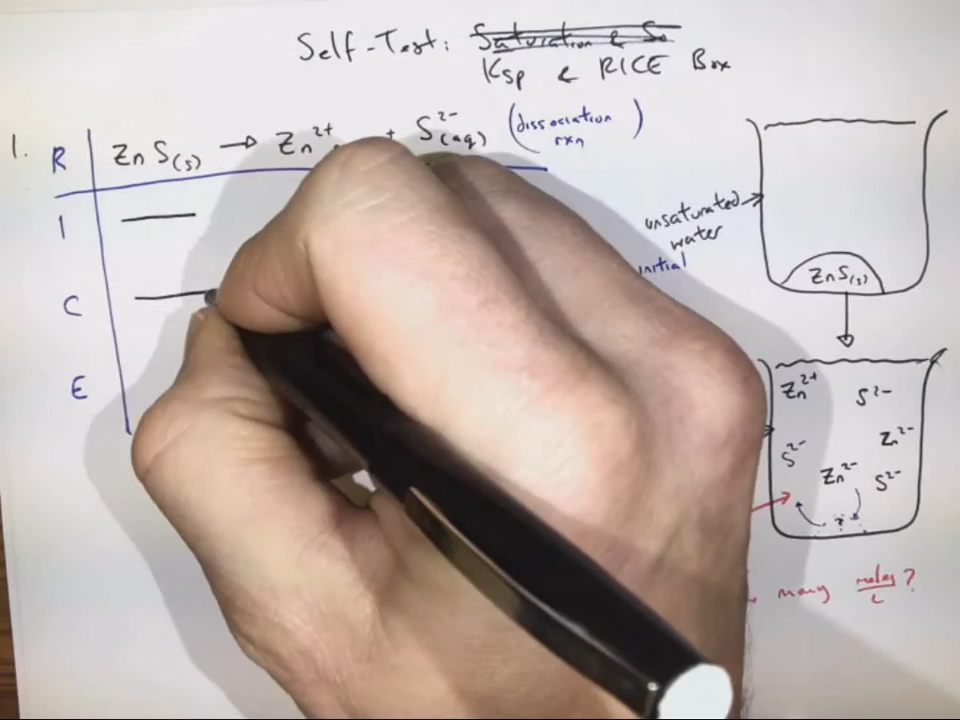 Self-Test: Saturation & So
Ksp & RICE Box
1. R ZnS(s) → Zn2+ + S2-(aq) (dissociation rxn)
I
C
E
unsaturated
water
initial
ZnS(s)
Zn2+ S2-
Zn2-
S2- Zn2- S2-
many moles/L?